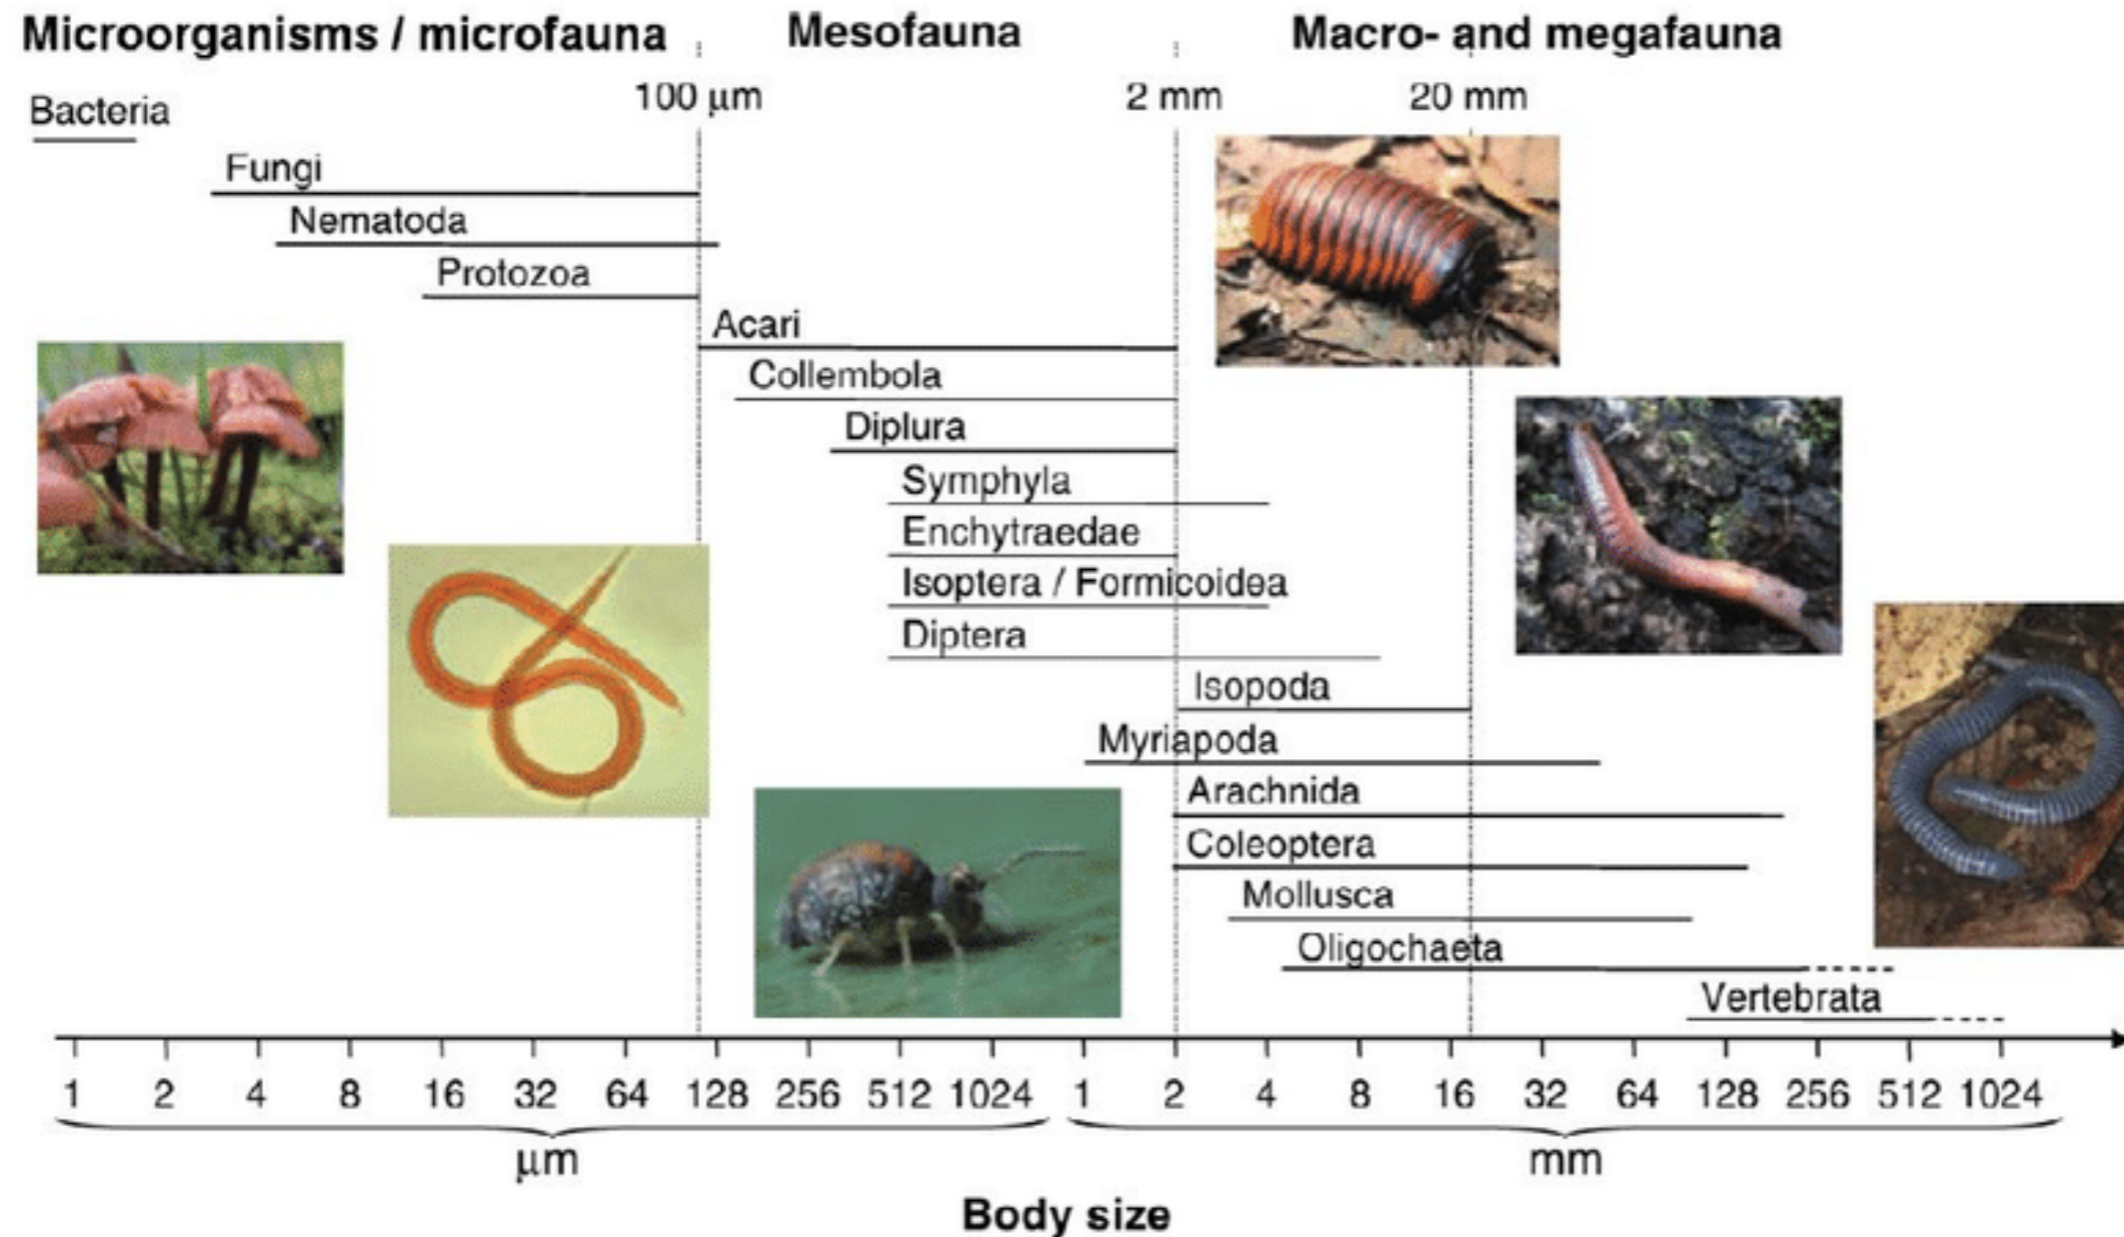 Microorganisms / microfauna Mesofauna Macro- and megafauna
100 μm 2 mm 20 mm
Bacteria
Fungi
Nematoda
Protozoa
Acari
Collembola
Diplura
Symphyla
Enchytraedae
Isoptera / Formicoidea
Diptera
Isopoda
Myriapoda
Arachnida
Coleoptera
Mollusca
Oligochaeta
Vertebrata
1 2 4 8 16 32 64 128 256 512 1024 1 2 4 8 16 32 64 128 256 512 1024
μm mm
Body size